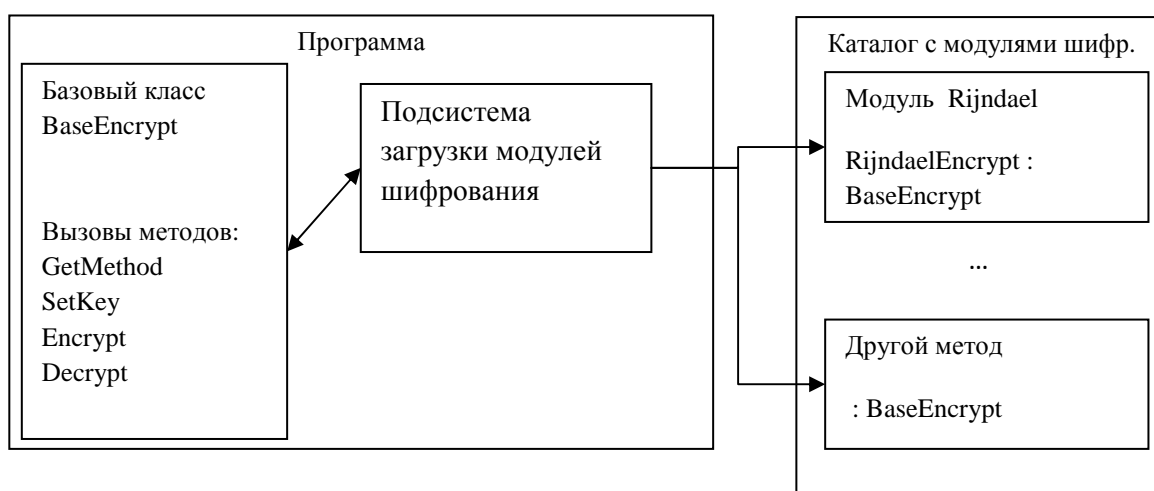 Программа
Базовый класс
BaseEncrypt
Вызовы методов:
GetMethod
SetKey
Encrypt
Decrypt
Подсистема
загрузки модулей
шифрования
Каталог с модулями шифр.
Модуль Rijndael
RijndaelEncrypt :
BaseEncrypt
...
Другой метод
: BaseEncrypt